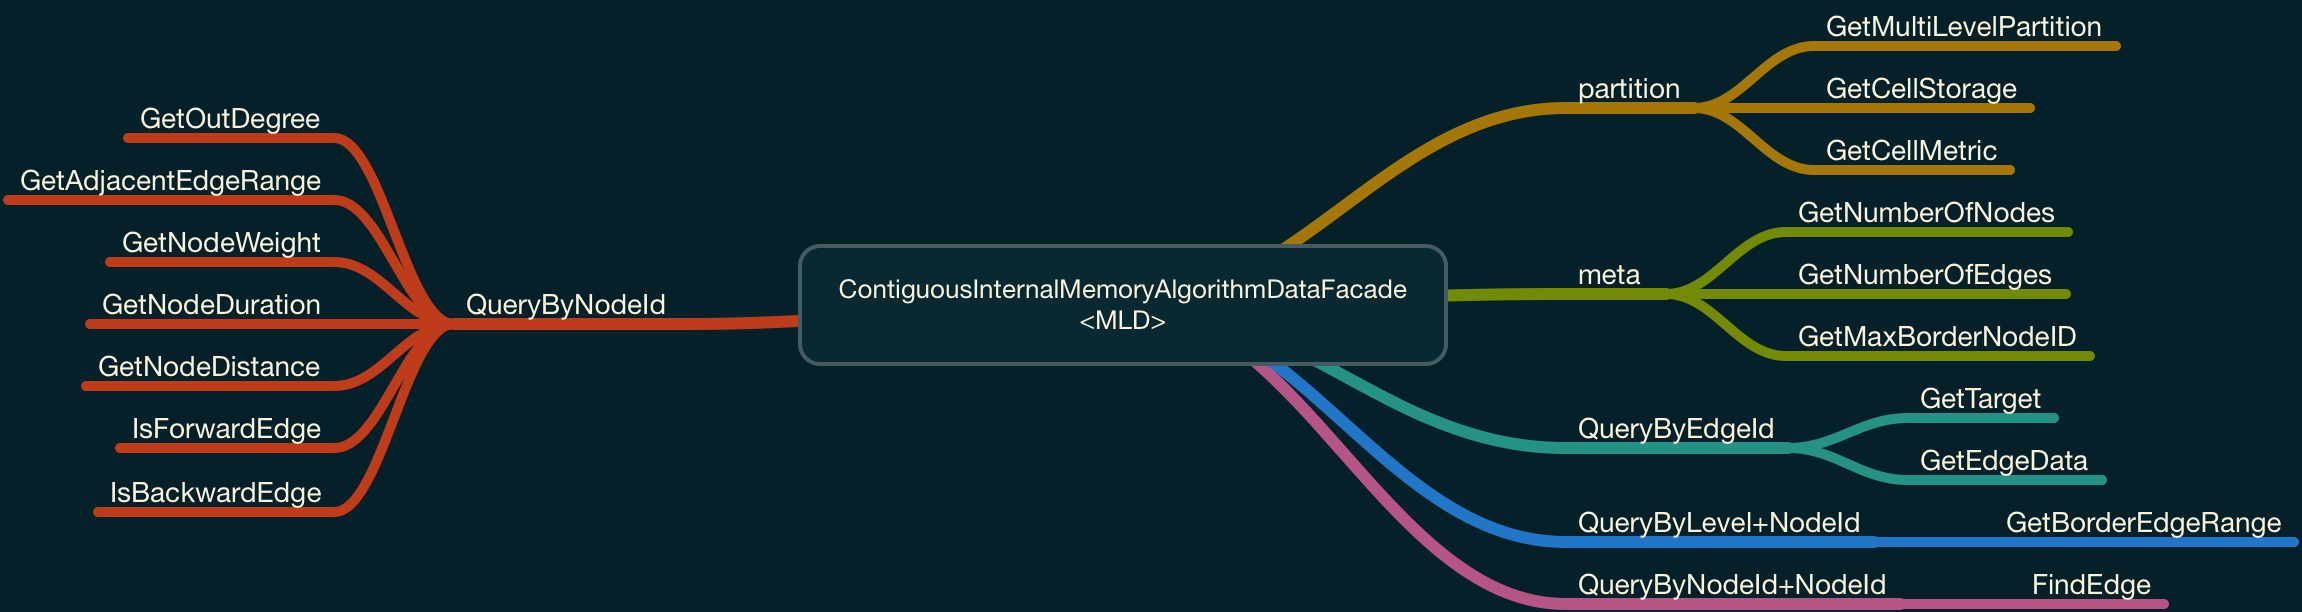 GetOutDegree
GetAdjacentEdgeRange
GetNodeWeight
GetNodeDuration
GetNodeDistance
IsForwardEdge
IsBackwardEdge
QueryByNodeId
ContiguousInternalMemoryAlgorithmDataFacade
<MLD>
partition
GetMultiLevelPartition
GetCellStorage
GetCellMetric
meta
GetNumberOfNodes
GetNumberOfEdges
GetMaxBorderNodeID
QueryByEdgeId
GetTarget
GetEdgeData
QueryByLevel+NodeId
GetBorderEdgeRange
QueryByNodeId+NodeId
FindEdge